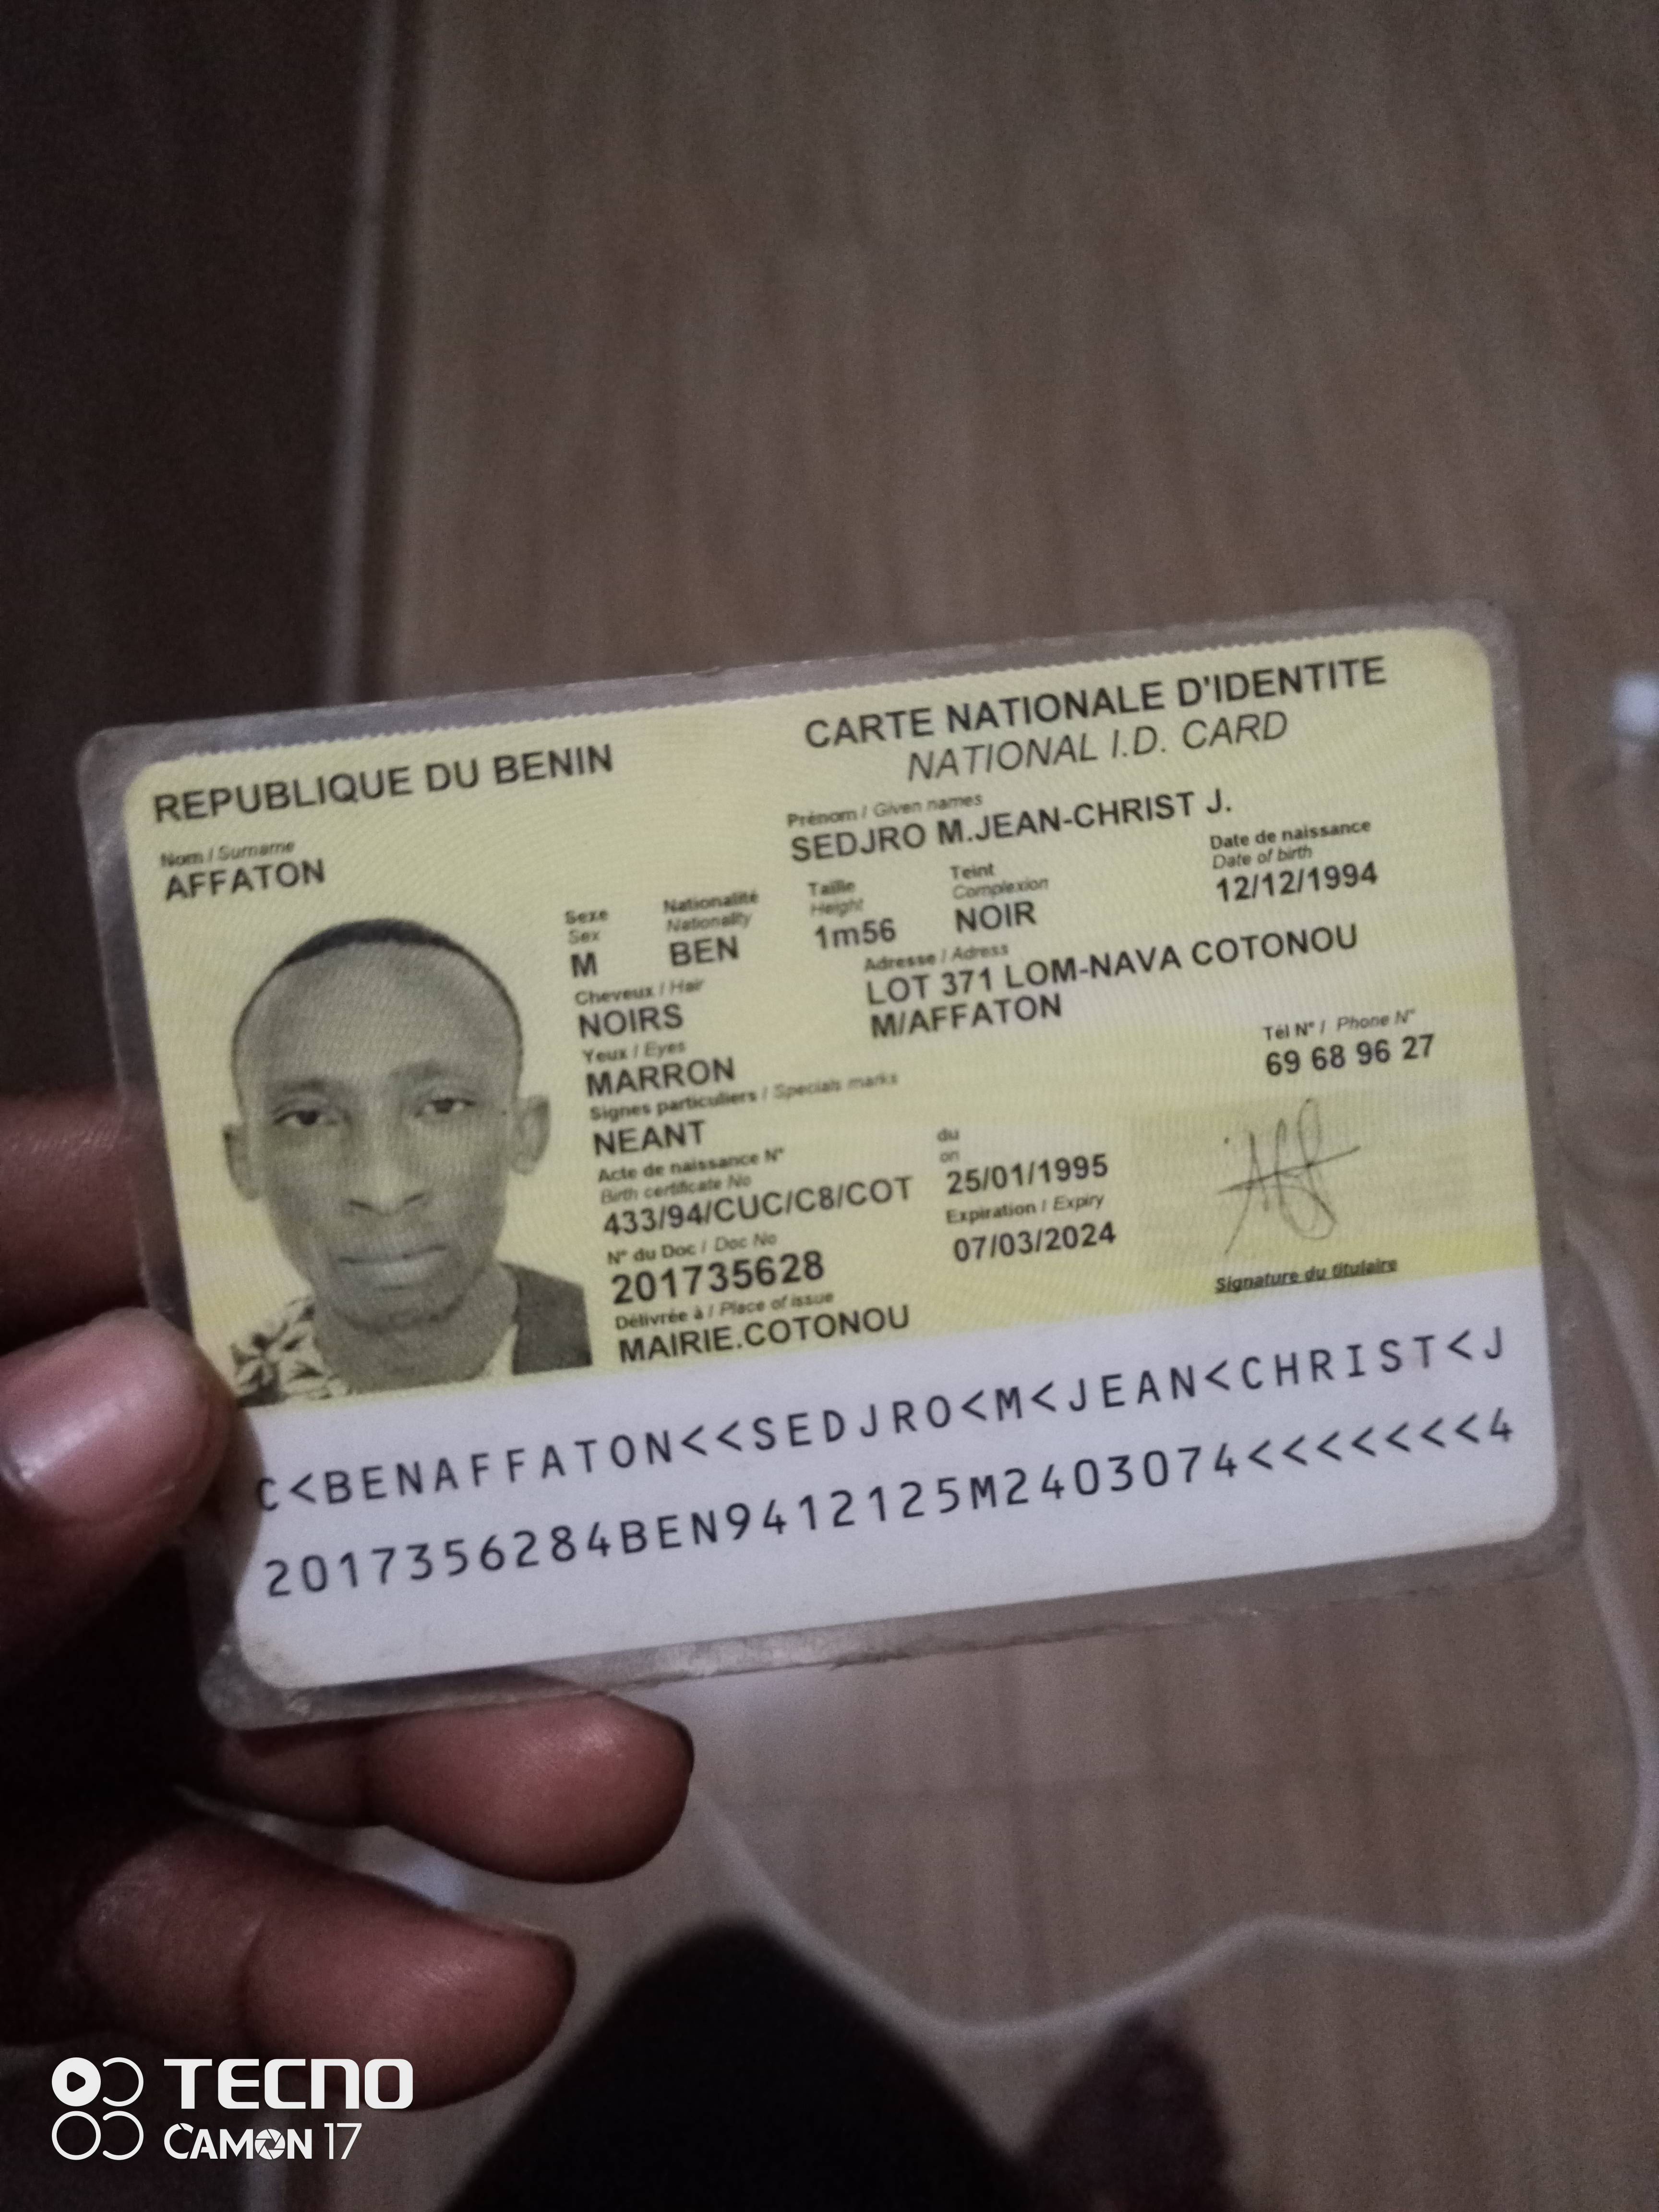 REPUBLIQUE DU BENIN
CARTE NATIONALE D'IDENTITE
NATIONAL I.D. CARD
Nom / Surname
AFFATON
Prénom / Given names
SEDJRO M.JEAN-CHRIST J.
Sexe
Sex
M
Nationalité
Nationality
BEN
Taille
Height
1m56
Teint
Complexion
NOIR
Date de naissance
Date of birth
12/12/1994
Cheveux / Hair
NOIRS
Adresse / Adress
LOT 371 LOM-NAVA COTONOU
M/AFFATON
Yeux / Eyes
MARRON
Tél N° / Phone N°
69 68 96 27
Signes particuliers / Specials marks
NEANT
Acte de naissance N°
Birth certificate No
433/94/CUC/C8/COT
du
on
25/01/1995
N° du Doc / Doc No
201735628
Expiration / Expiry
07/03/2024
Délivrée à / Place of issue
MAIRIE.COTONOU
Signature du titulaire
C<BENAFFATON<<SEDJRO<M<JEAN<CHRIST<J
2017356284BEN9412125M2403074<<<<<<<4
TECNO
CAMON 17